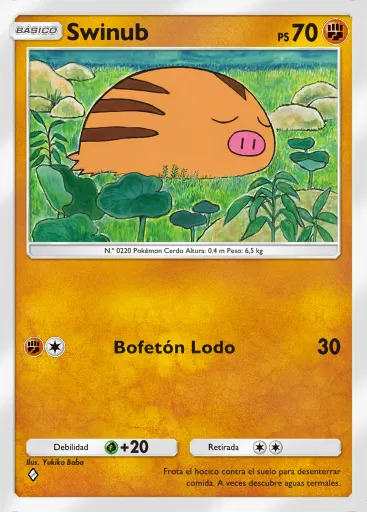 BÁSICO Swinub PS 70
N.º 0220 Pokémon Cerdo Altura: 0,4 m Peso: 6,5 kg
Bofetón Lodo 30
Debilidad +20 Retirada
Ilus. Yukiko Baba
Frota el hocico contra el suelo para desenterrar
comida. A veces descubre aguas termales.